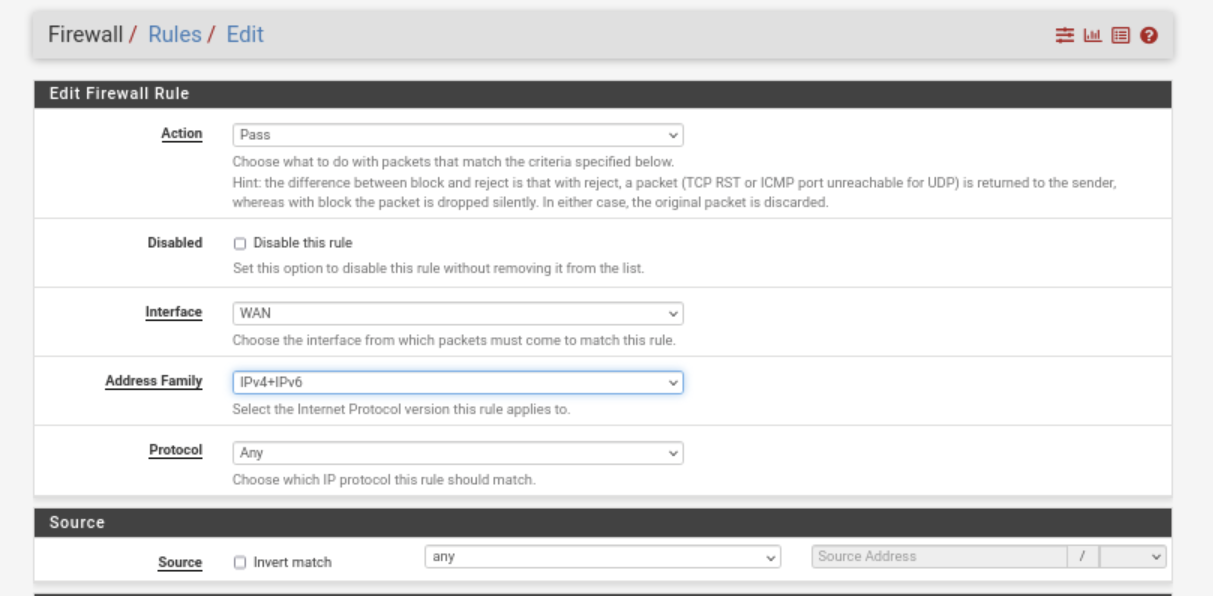 Firewall / Rules / Edit
Edit Firewall Rule
Action
Pass
Choose what to do with packets that match the criteria specified below.
Hint: the difference between block and reject is that with reject, a packet (TCP RST or ICMP port unreachable for UDP) is returned to the sender,
whereas with block the packet is dropped silently. In either case, the original packet is discarded.
Disabled
Disable this rule
Set this option to disable this rule without removing it from the list.
Interface
WAN
Choose the interface from which packets must come to match this rule.
Address Family
IPv4+IPv6
Select the Internet Protocol version this rule applies to.
Protocol
Any
Choose which IP protocol this rule should match.
Source
Source
Invert match
any
Source Address
/